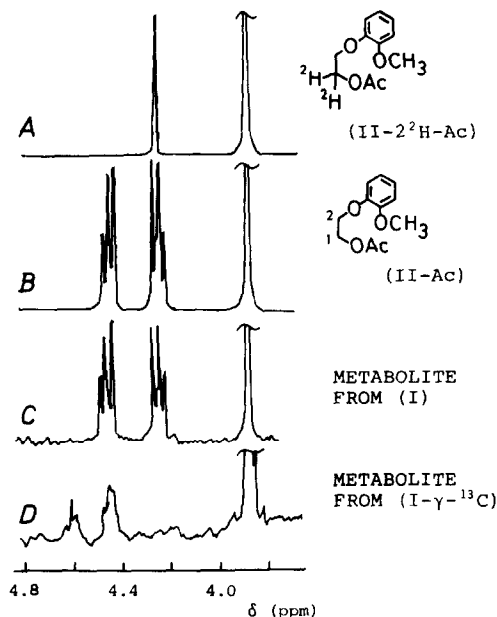 A
²H
²H
OAc
O
OCH3
(II-2²H-Ac)
B
2
1
O
OCH3
OAc
(II-Ac)
C
METABOLITE
FROM (I)
D
METABOLITE
FROM (I-γ-¹³C)
4.8 4.4 4.0
δ (ppm)